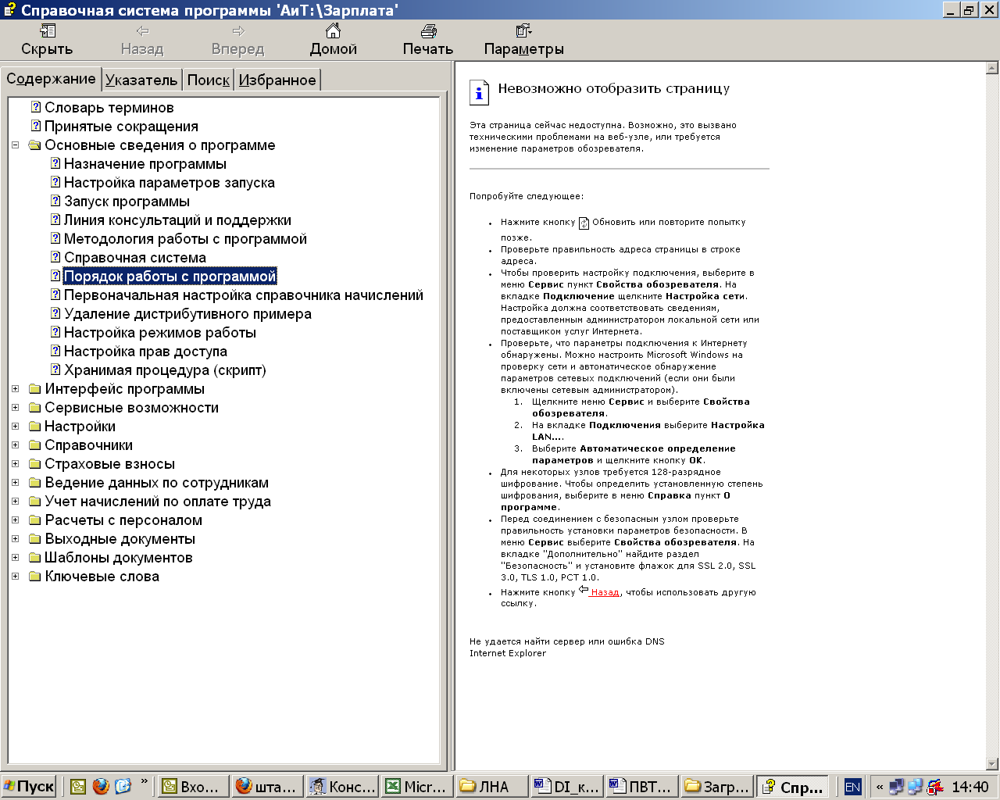 Справочная система программы 'АиТ:\Зарплата'
Скрыть
Назад
Вперед
Домой
Печать
Параметры
Содержание
Указатель
Поиск
Избранное
Словарь терминов
Принятые сокращения
Основные сведения о программе
Назначение программы
Настройка параметров запуска
Запуск программы
Линия консультаций и поддержки
Методология работы с программой
Справочная система
Порядок работы с программой
Первоначальная настройка справочника начислений
Удаление дистрибутивного примера
Настройка режимов работы
Настройка прав доступа
Хранимая процедура (скрипт)
Интерфейс программы
Сервисные возможности
Настройки
Справочники
Страховые взносы
Ведение данных по сотрудникам
Учет начислений по оплате труда
Расчеты с персоналом
Выходные документы
Шаблоны документов
Ключевые слова
Невозможно отобразить страницу
Эта страница сейчас недоступна. Возможно, это вызвано
техническими проблемами на веб-узле, или требуется
изменение параметров обозревателя.
Попробуйте следующее:
• Нажмите кнопку Обновить или повторите попытку
позже.
• Проверьте правильность адреса страницы в строке
адреса.
• Чтобы проверить настройку подключения, выберите в
меню Сервис пункт Свойства обозревателя. На
вкладке Подключение щелкните Настройка сети.
Настройка должна соответствовать сведениям,
предоставленным администратором локальной сети или
поставщиком услуг Интернета.
• Проверьте, что параметры подключения к Интернету
обнаружены. Можно настроить Microsoft Windows на
проверку сети и автоматическое обнаружение
параметров сетевых подключений (если они были
включены сетевым администратором).
1. Щелкните меню Сервис и выберите Свойства
обозревателя.
2. На вкладке Подключения выберите Настройка
LAN....
3. Выберите Автоматическое определение
параметров и щелкните кнопку OK.
• Для некоторых узлов требуется 128-разрядное
шифрование. Чтобы определить установленную степень
шифрования, выберите в меню Справка пункт О
программе.
• Перед соединением с безопасным узлом проверьте
правильность установки параметров безопасности. В
меню Сервис выберите Свойства обозревателя. На
вкладке "Дополнительно" найдите раздел
"Безопасность" и установите флажок для SSL 2.0, SSL
3.0, TLS 1.0, PCT 1.0.
• Нажмите кнопку Назад, чтобы использовать другую
ссылку.
Не удается найти сервер или ошибка DNS
Internet Explorer
Пуск
»
Вхо...
шта...
Конс...
Micr...
ЛНА
DI_к...
ПВТ...
Загр...
Спр...
EN
«
14:40